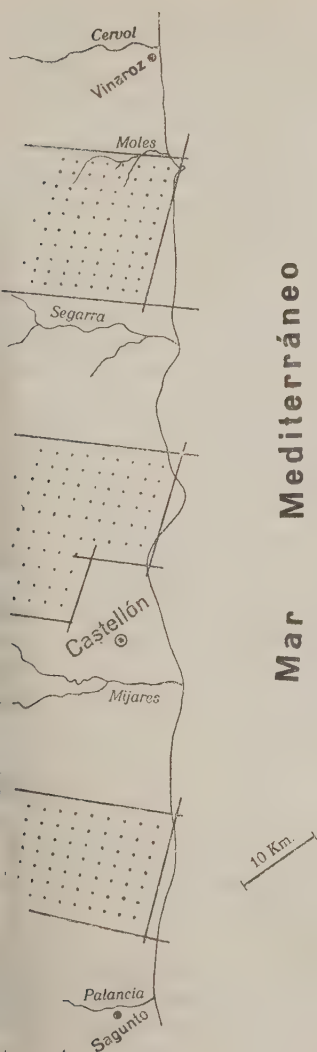 Cervol
Vinaroz
Moles
Segarra
Mar Mediterráneo
Castellón
Mijares
10 Km.
Palancia
Sagunto